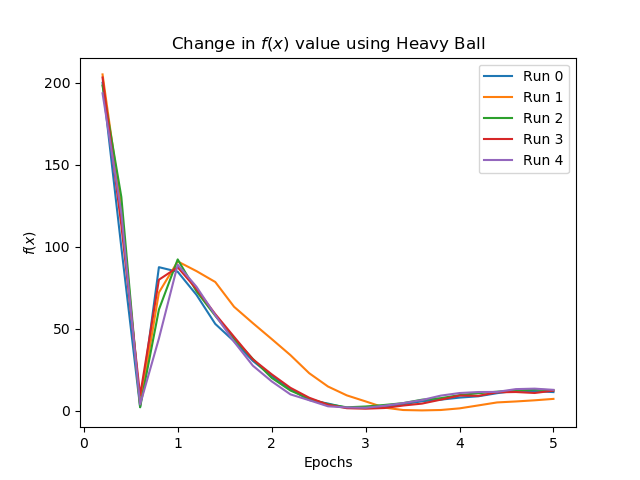 Change in f(x) value using Heavy Ball
Run 0
Run 1
Run 2
Run 3
Run 4
200
150
100
50
0
f(x)
0 1 2 3 4 5
Epochs